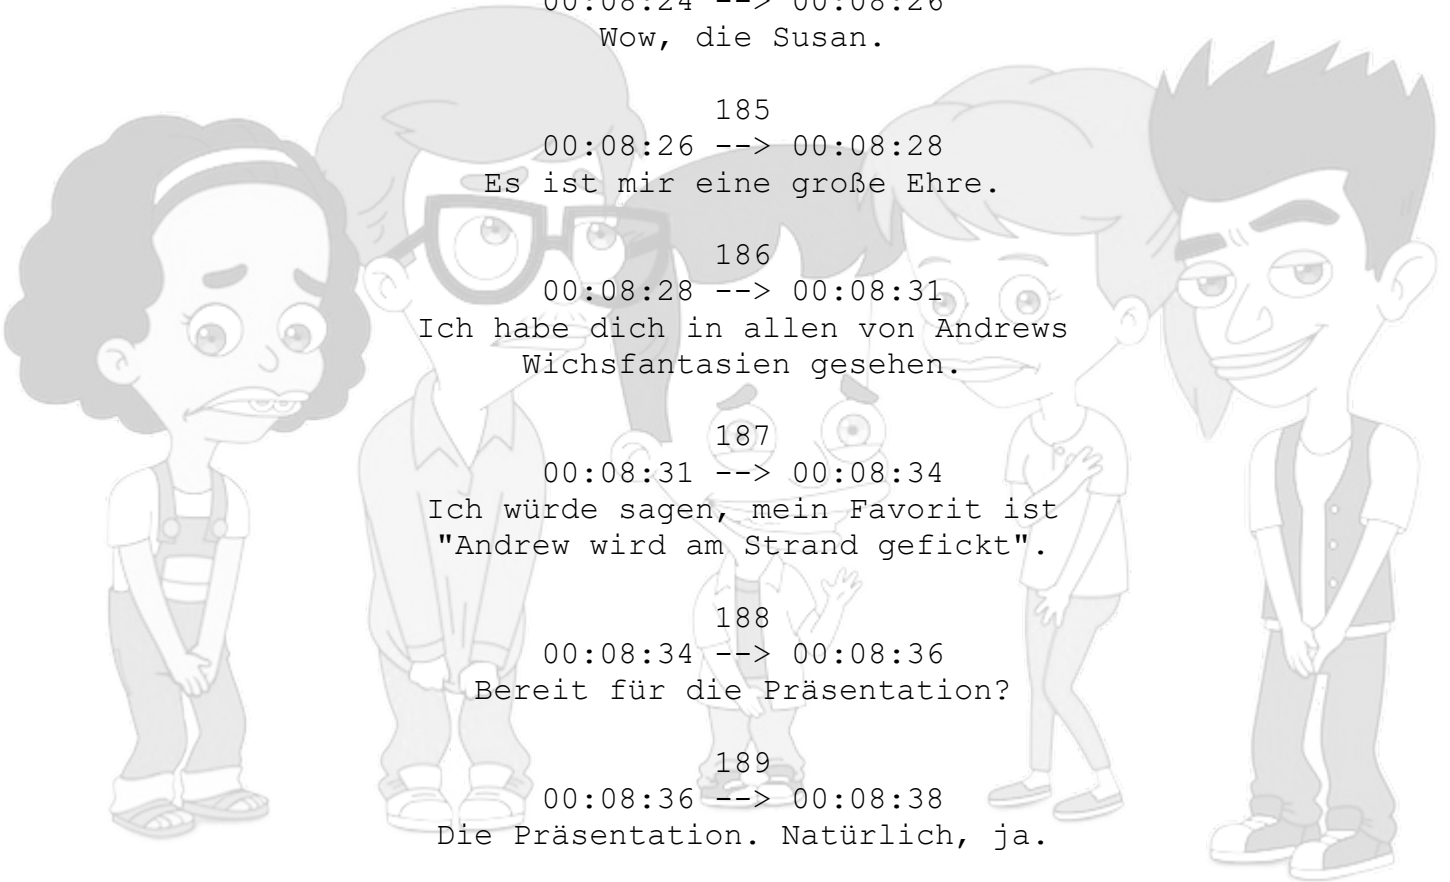 00:08:24 --> 00:08:26
Wow, die Susan.
185
00:08:26 --> 00:08:28
Es ist mir eine große Ehre.
186
00:08:28 --> 00:08:31
Ich habe dich in allen von Andrews
Wichsfantasien gesehen.
187
00:08:31 --> 00:08:34
Ich würde sagen, mein Favorit ist
"Andrew wird am Strand gefickt".
188
00:08:34 --> 00:08:36
Bereit für die Präsentation?
189
00:08:36 --> 00:08:38
Die Präsentation. Natürlich, ja.